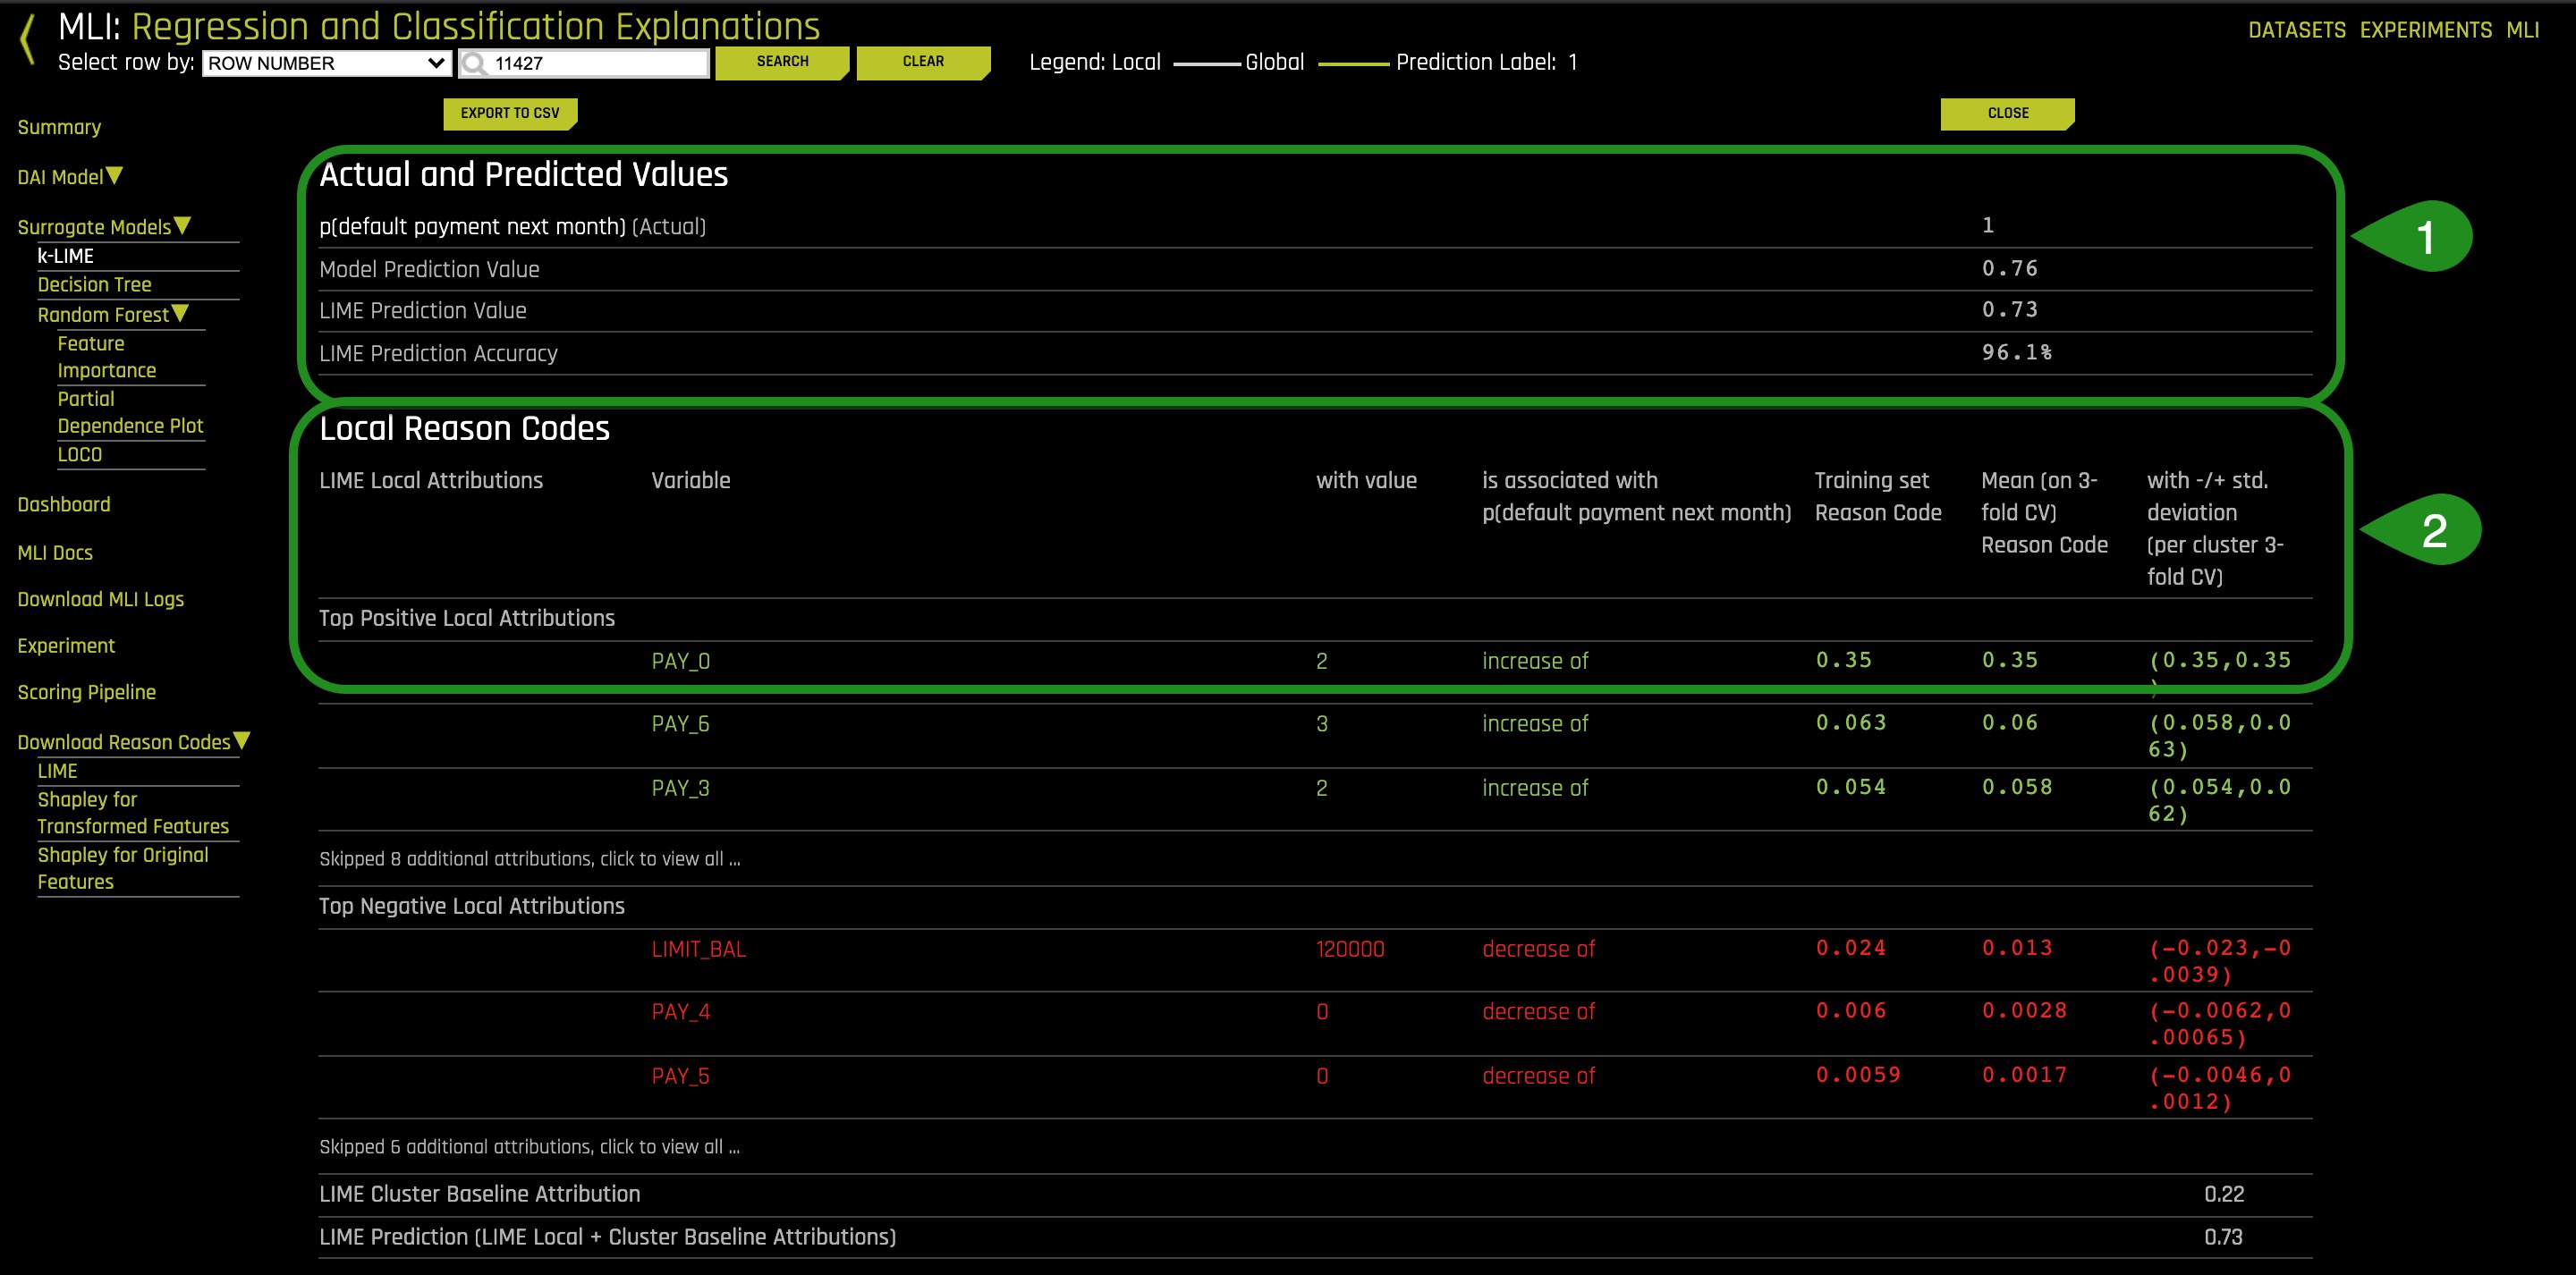 MLI: Regression and Classification Explanations
DATASETS EXPERIMENTS MLI
Select row by: ROW NUMBER 11427 SEARCH CLEAR Legend: Local Global Prediction Label: 1
EXPORT TO CSV CLOSE
Summary
DAI Model
Surrogate Models
k-LIME
Decision Tree
Random Forest
Feature
Importance
Partial
Dependence Plot
LOCO
Dashboard
MLI Docs
Download MLI Logs
Experiment
Scoring Pipeline
Download Reason Codes
LIME
Shapley for
Transformed Features
Shapley for Original
Features
Actual and Predicted Values
p(default payment next month) (Actual) 1
Model Prediction Value 0.76
LIME Prediction Value 0.73
LIME Prediction Accuracy 96.1%
1
Local Reason Codes
LIME Local Attributions Variable with value is associated with Training set Mean (on 3- with -/+ std.
p(default payment next month) Reason Code fold CV) deviation
Reason Code (per cluster 3-
fold CV)
2
Top Positive Local Attributions
PAY_0 2 increase of 0.35 0.35 (0.35,0.35
)
PAY_6 3 increase of 0.063 0.06 (0.058,0.0
63)
PAY_3 2 increase of 0.054 0.058 (0.054,0.0
62)
Skipped 8 additional attributions, click to view all ...
Top Negative Local Attributions
LIMIT_BAL 120000 decrease of 0.024 0.013 (-0.023,-0
.0039)
PAY_4 0 decrease of 0.006 0.0028 (-0.0062,0
.00065)
PAY_5 0 decrease of 0.0059 0.0017 (-0.0046,0
.0012)
Skipped 6 additional attributions, click to view all ...
LIME Cluster Baseline Attribution 0.22
LIME Prediction (LIME Local + Cluster Baseline Attributions) 0.73